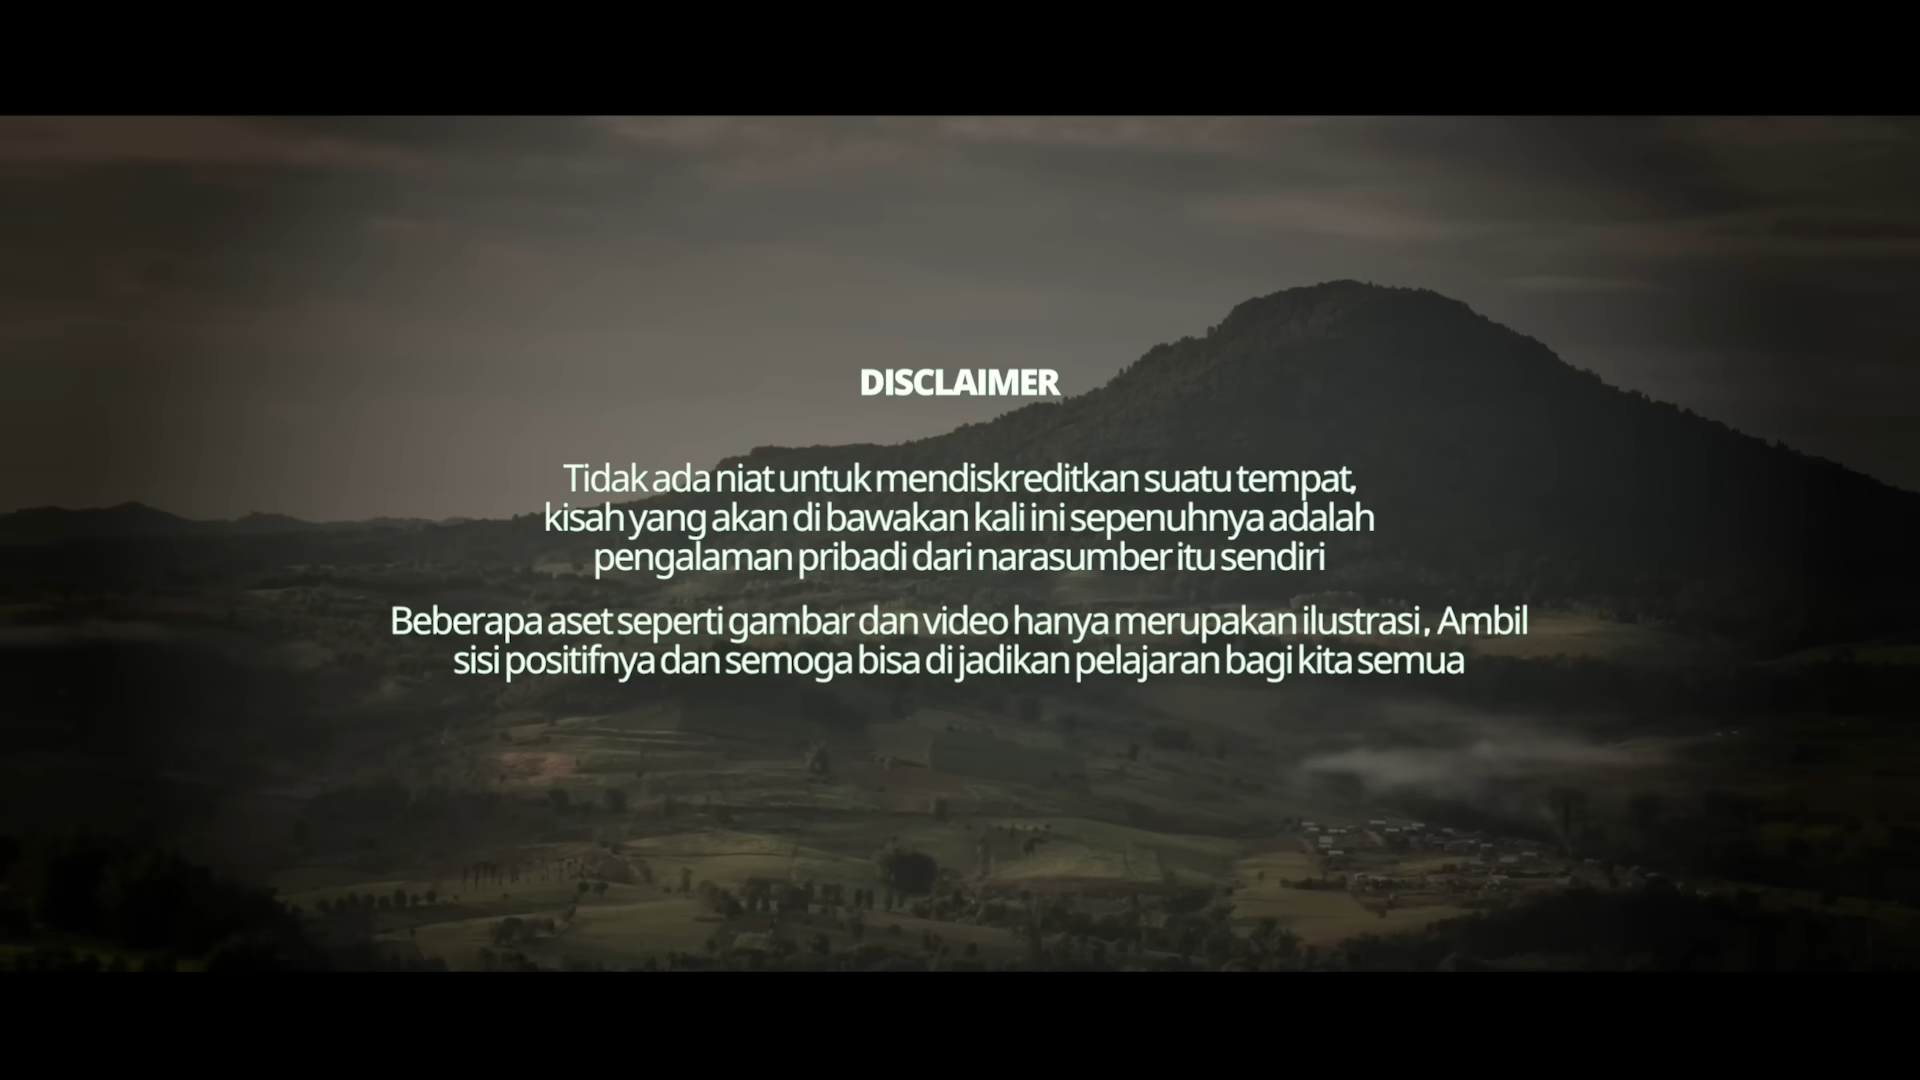 DISCLAIMER
Tidak ada niat untuk mendiskreditkan suatu tempat,
kisah yang akan di bawakan kali ini sepenuhnya adalah
pengalaman pribadi dari narasumber itu sendiri
Beberapa aset seperti gambar dan video hanya merupakan ilustrasi, Ambil
sisi positifnya dan semoga bisa di jadikan pelajaran bagi kita semua